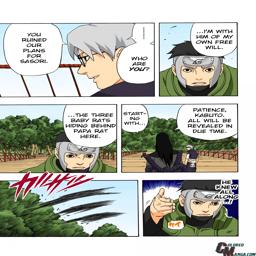 YOU
RUINED
OUR
PLANS
FOR
SASORI.
WHO
ARE
YOU?
...I'M WITH
HIM OF MY
OWN FREE
WILL.
...THE THREE
BABY RATS
HIDING BEHIND
PAPA RAT
HERE.
START-
ING
WITH...
PATIENCE,
KABUTO.
ALL WILL BE
REVEALED IN
DUE TIME.
HE
KNEW
ALL
ALONG
COLORED
MANGA.COM